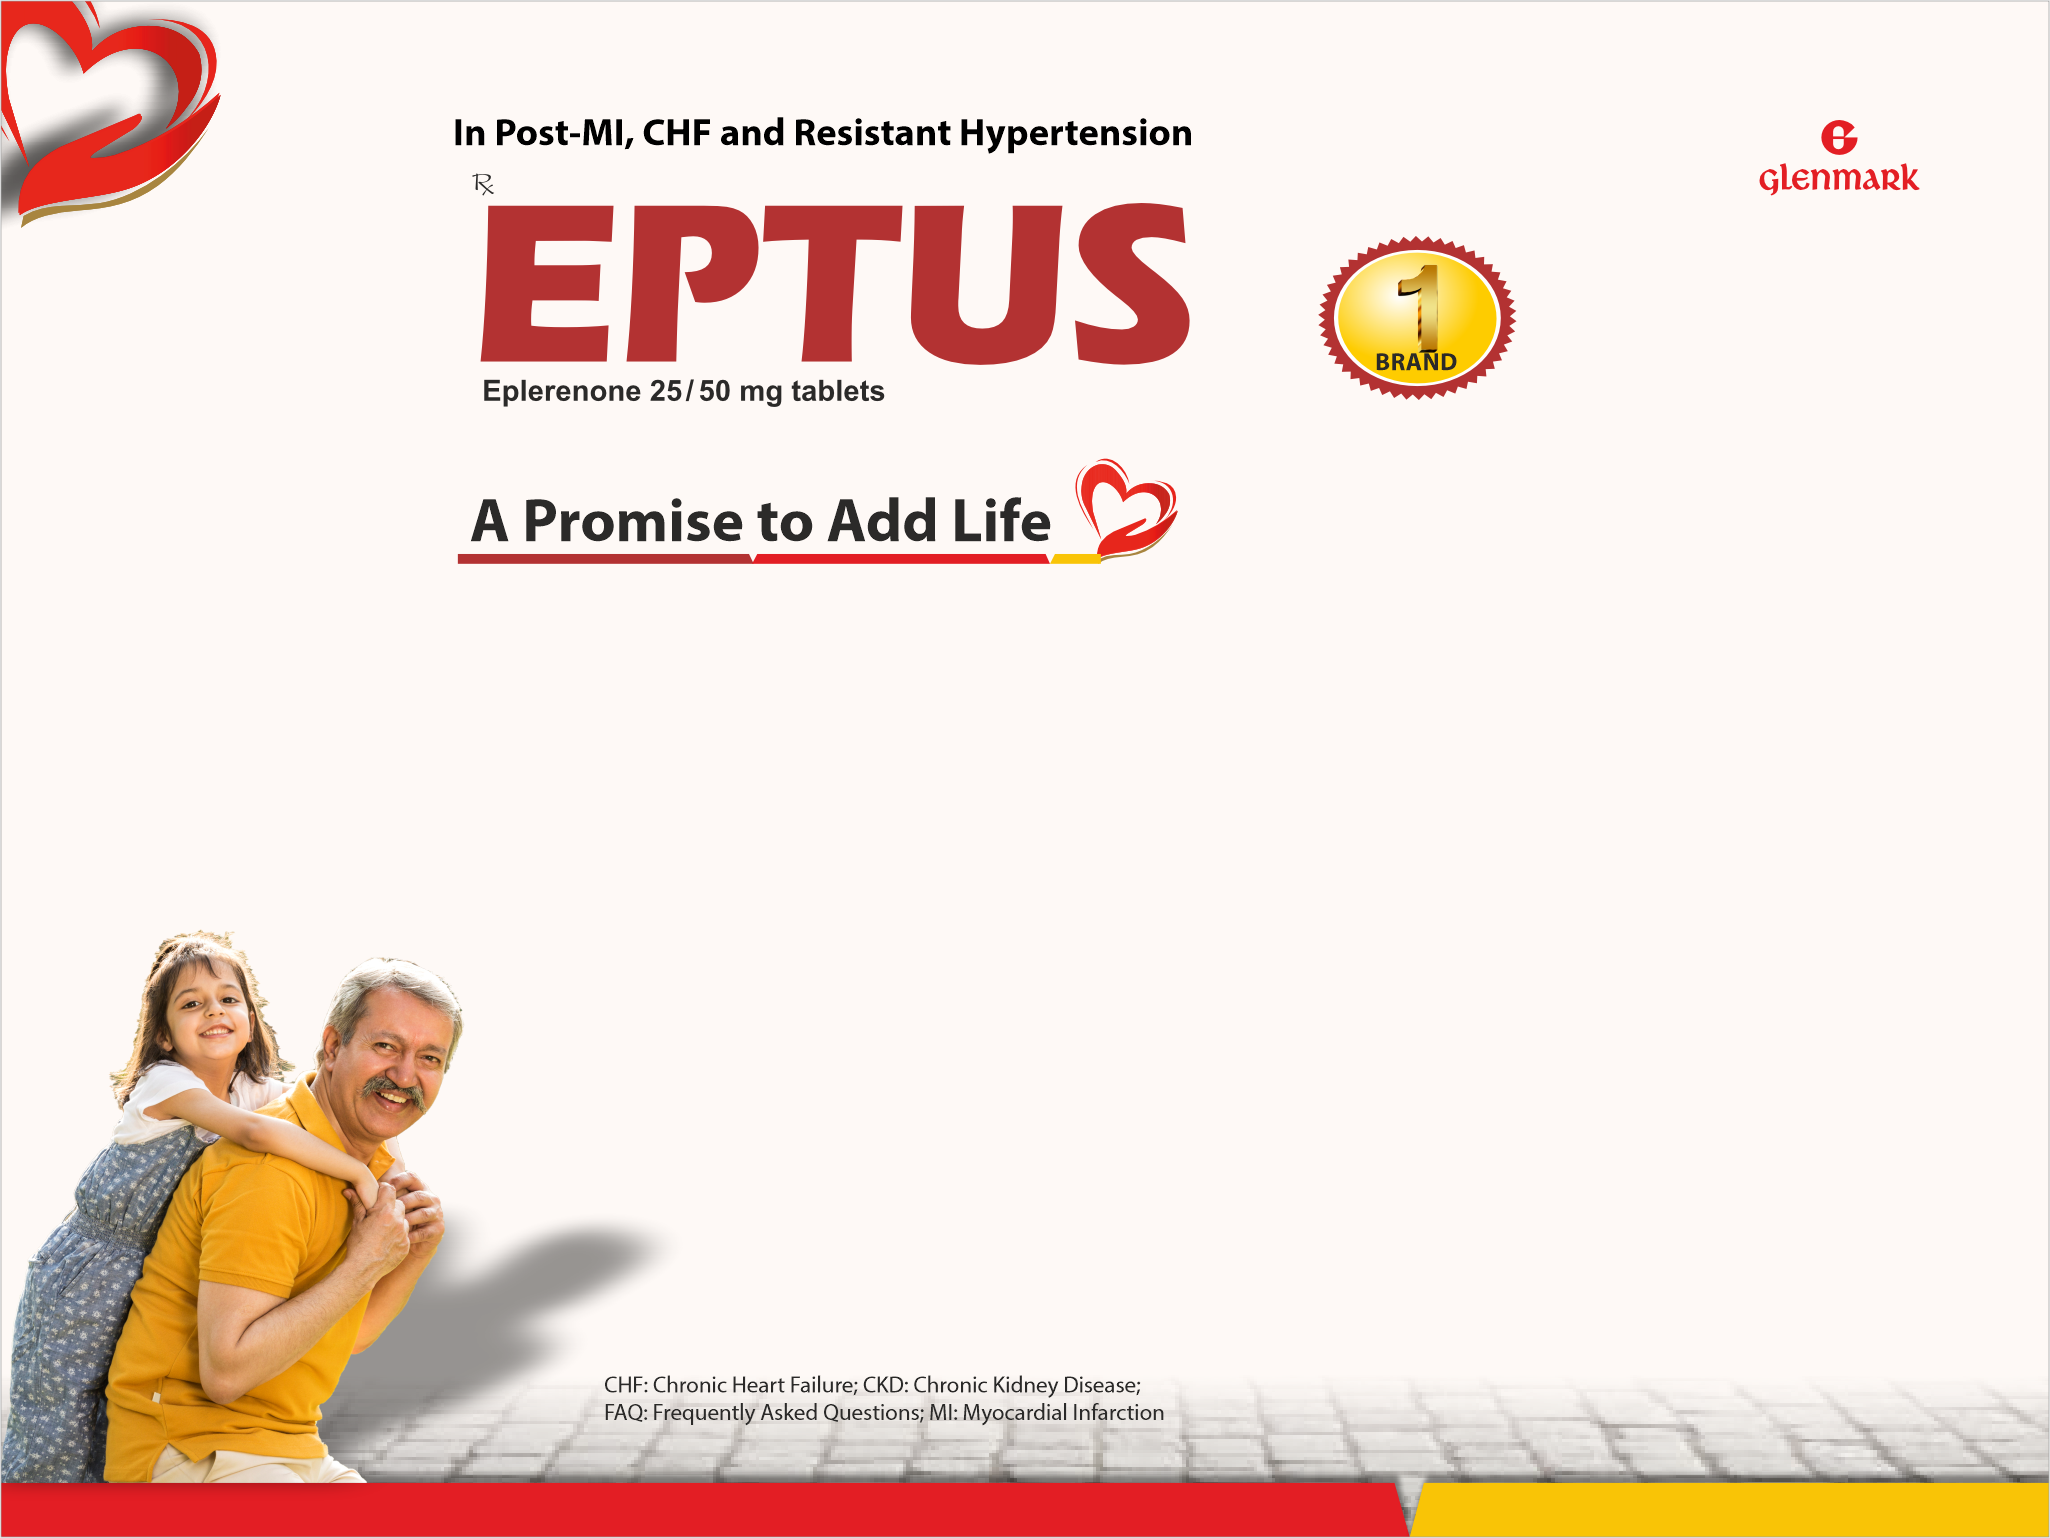 In Post-MI, CHF and Resistant Hypertension
glenmark
Rx
EPTUS
1
BRAND
Eplerenone 25/50 mg tablets
A Promise to Add Life
CHF: Chronic Heart Failure; CKD: Chronic Kidney Disease;
FAQ: Frequently Asked Questions; MI: Myocardial Infarction